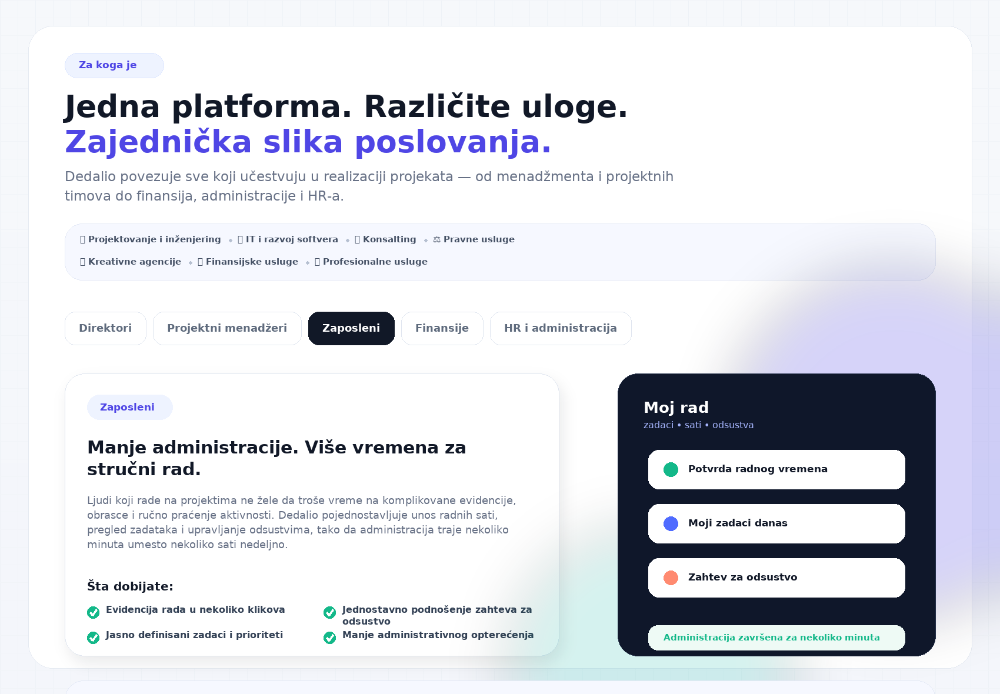 Za koga je
Jedna platforma. Različite uloge.
Zajednička slika poslovanja.
Dedalio povezuje sve koji učestvuju u realizaciji projekata — od menadžmenta i projektnih
timova do finansija, administracije i HR-a.
Projektovanje i inženjering ⬥ IT i razvoj softvera ⬥ Konsalting ⬥ ⚖ Pravne usluge
Kreativne agencije ⬥ Finansijske usluge ⬥ Profesionalne usluge
Direktori
Projektni menadžeri
Zaposleni
Finansije
HR i administracija
Zaposleni
Manje administracije. Više vremena za
stručni rad.
Ljudi koji rade na projektima ne žele da troše vreme na komplikovane evidencije,
obrasce i ručno praćenje aktivnosti. Dedalio pojednostavljuje unos radnih sati,
pregled zadataka i upravljanje odsustvima, tako da administracija traje nekoliko
minuta umesto nekoliko sati nedeljno.
Šta dobijate:
Evidencija rada u nekoliko klikova
Jednostavno podnošenje zahteva za
odsustvo
Jasno definisani zadaci i prioriteti
Manje administrativnog opterećenja
Moj rad
zadaci • sati • odsustva
Potvrda radnog vremena
Moji zadaci danas
Zahtev za odsustvo
Administracija završena za nekoliko minuta